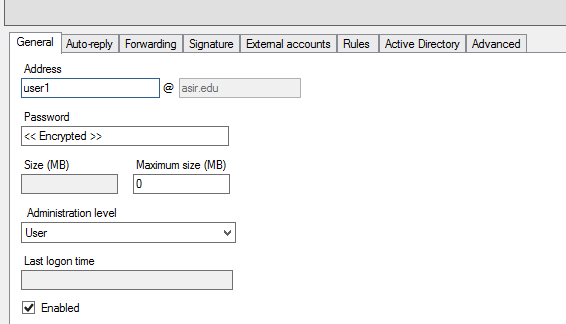 General Auto-reply Forwarding Signature External accounts Rules Active Directory Advanced
Address
user1 @ asir.edu
Password
<< Encrypted >>
Size (MB) Maximum size (MB)
0
Administration level
User
Last logon time
Enabled